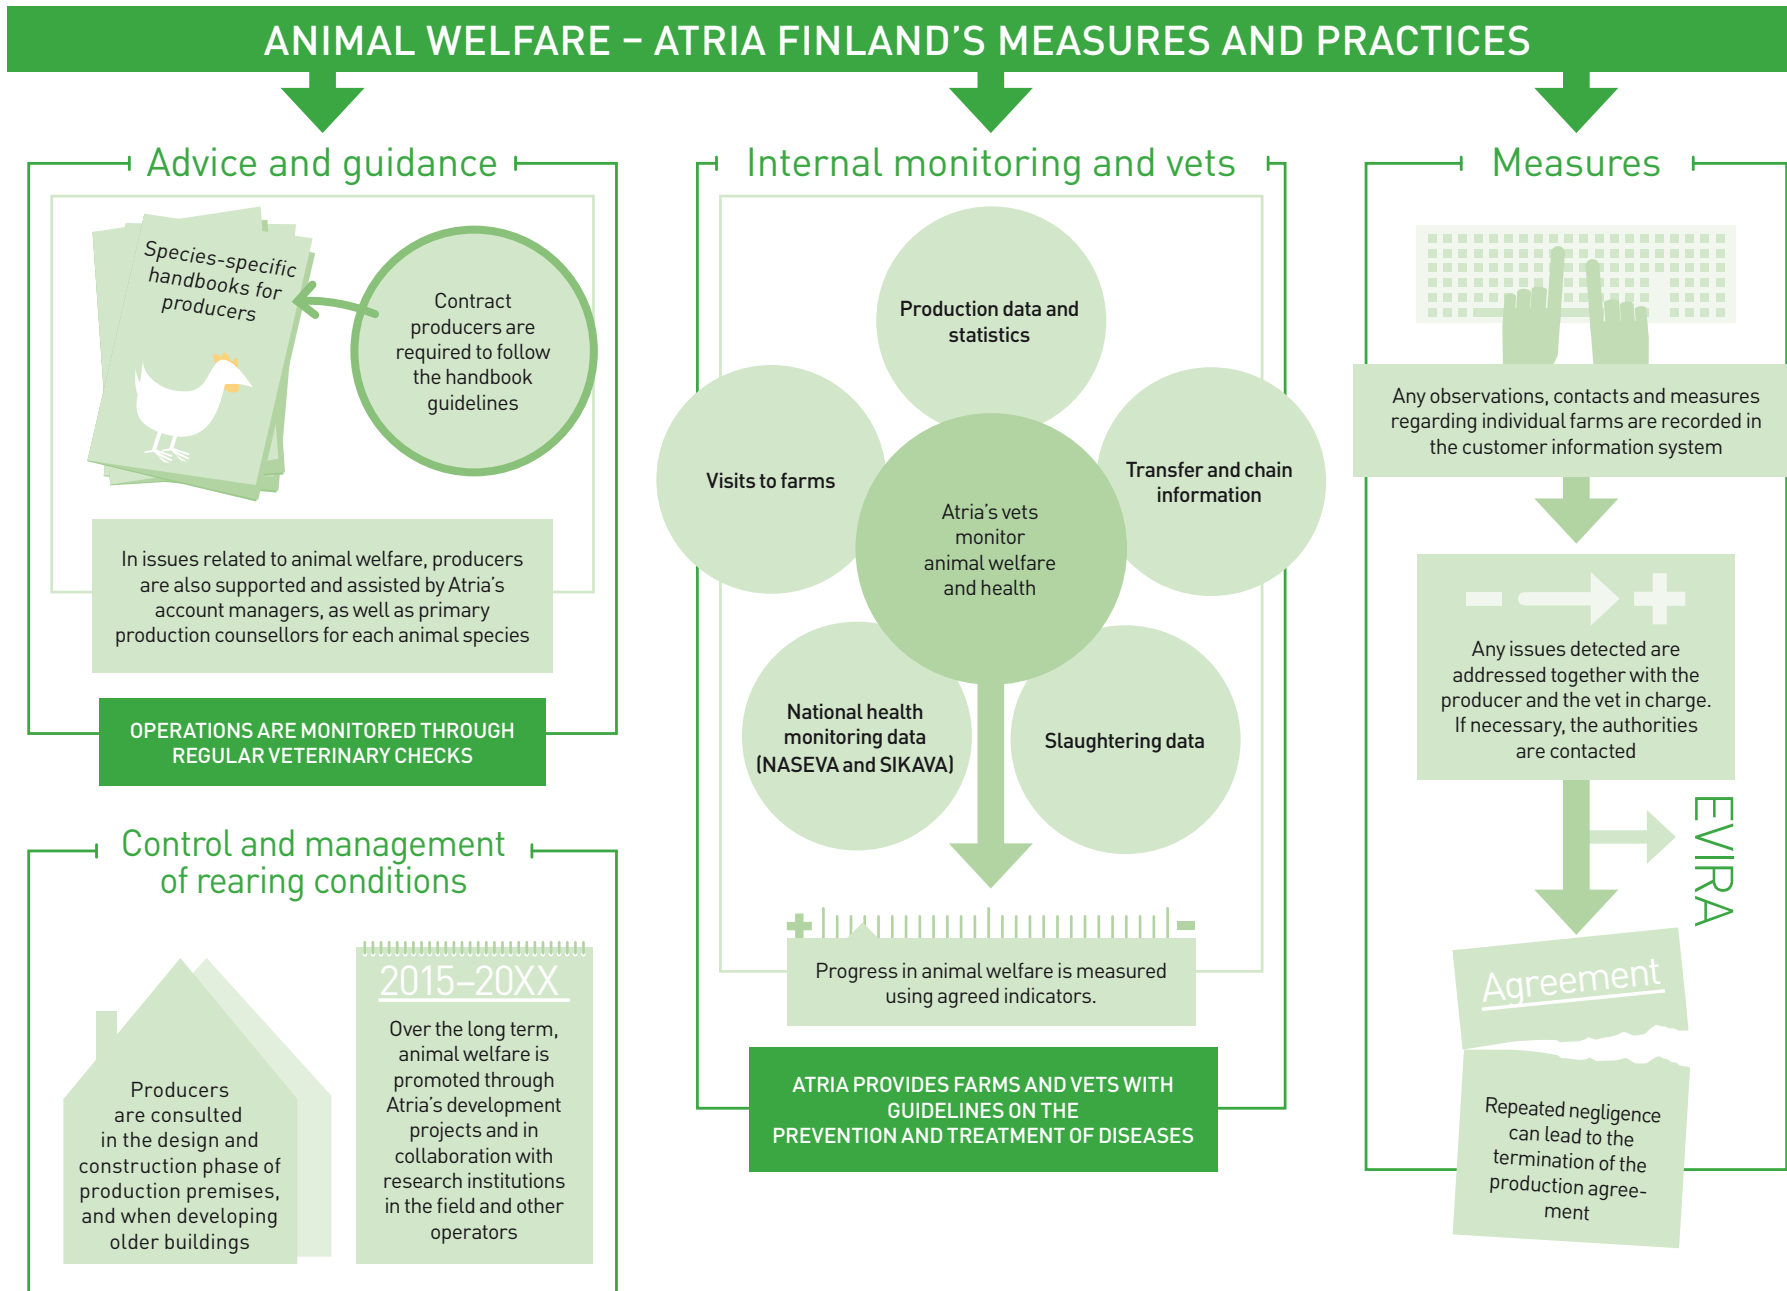 ANIMAL WELFARE – ATRIA FINLAND'S MEASURES AND PRACTICES
Advice and guidance
Species-specific
handbooks for
producers
Contract
producers are
required to follow
the handbook
guidelines
In issues related to animal welfare, producers
are also supported and assisted by Atria's
account managers, as well as primary
production counsellors for each animal species
OPERATIONS ARE MONITORED THROUGH
REGULAR VETERINARY CHECKS
Control and management
of rearing conditions
Producers
are consulted
in the design and
construction phase of
production premises,
and when developing
older buildings
2015–20XX
Over the long term,
animal welfare is
promoted through
Atria's development
projects and in
collaboration with
research institutions
in the field and other
operators
Internal monitoring and vets
Production data and
statistics
Visits to farms
Transfer and chain
information
Atria's vets
monitor
animal welfare
and health
National health
monitoring data
(NASEVA and SIKAVA)
Slaughtering data
Progress in animal welfare is measured
using agreed indicators.
ATRIA PROVIDES FARMS AND VETS WITH
GUIDELINES ON THE
PREVENTION AND TREATMENT OF DISEASES
Measures
Any observations, contacts and measures
regarding individual farms are recorded in
the customer information system
Any issues detected are
addressed together with the
producer and the vet in charge.
If necessary, the authorities
are contacted
EVIRA
Agreement
Repeated negligence
can lead to the
termination of the
production agree-
ment